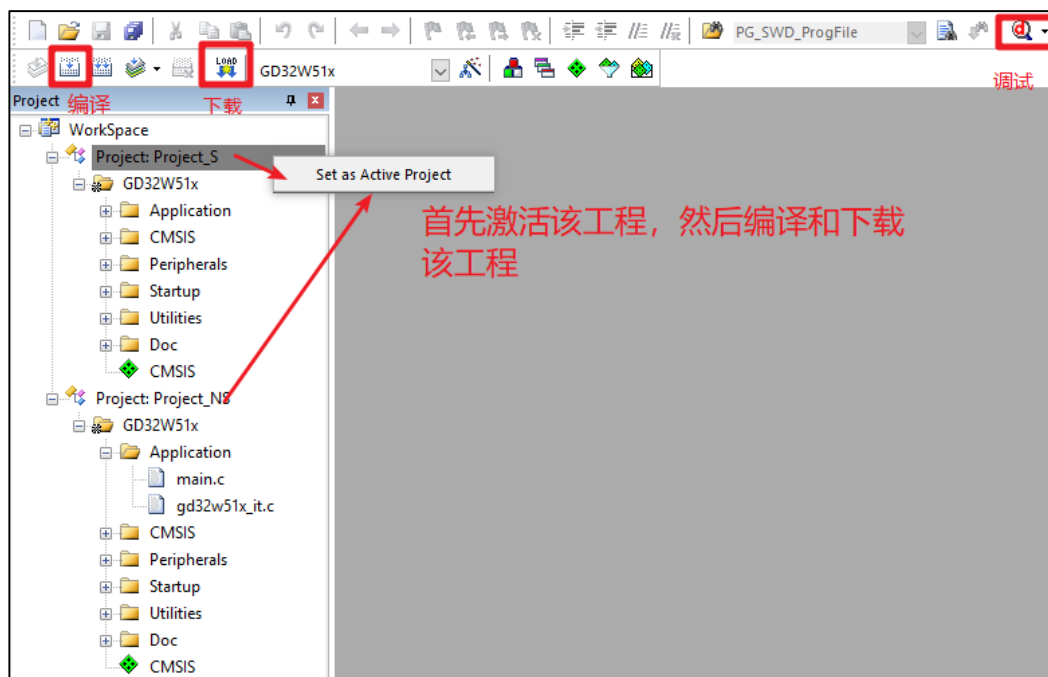 PG_SWD_ProgFile
LOAD
GD32W51x
调试
Project
编译
下载
WorkSpace
Project: Project_S
Set as Active Project
GD32W51x
Application
CMSIS
Peripherals
Startup
Utilities
Doc
CMSIS
首先激活该工程，然后编译和下载
该工程
Project: Project_NS
GD32W51x
Application
main.c
gd32w51x_it.c
CMSIS
Peripherals
Startup
Utilities
Doc
CMSIS